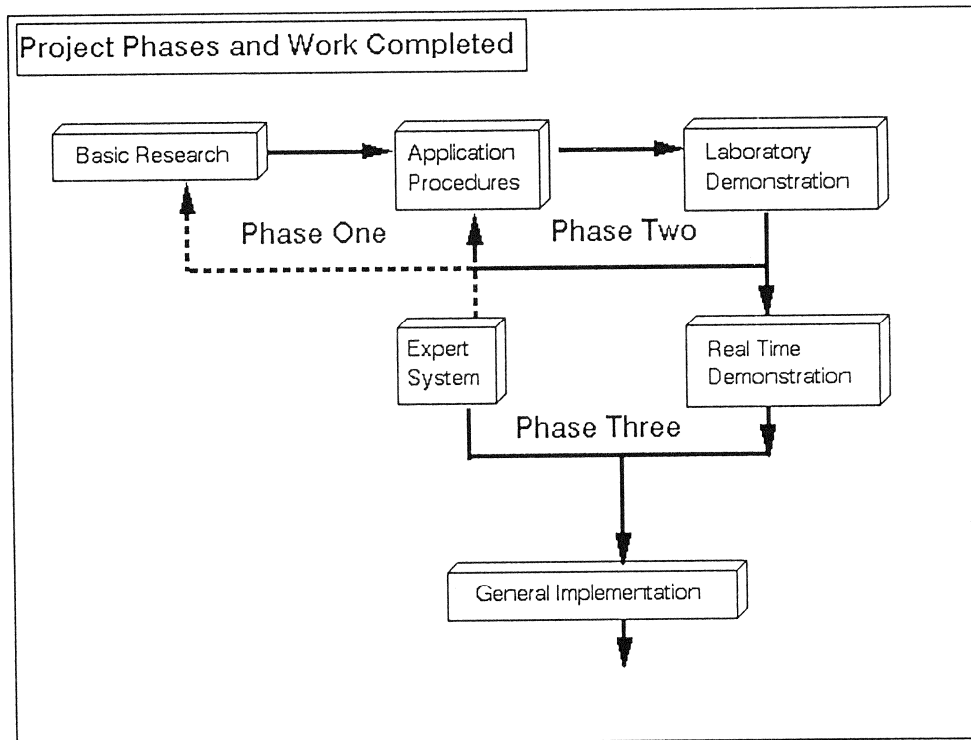 Project Phases and Work Completed
Basic Research
Application
Procedures
Laboratory
Demonstration
Phase One
Phase Two
Expert
System
Real Time
Demonstration
Phase Three
General Implementation